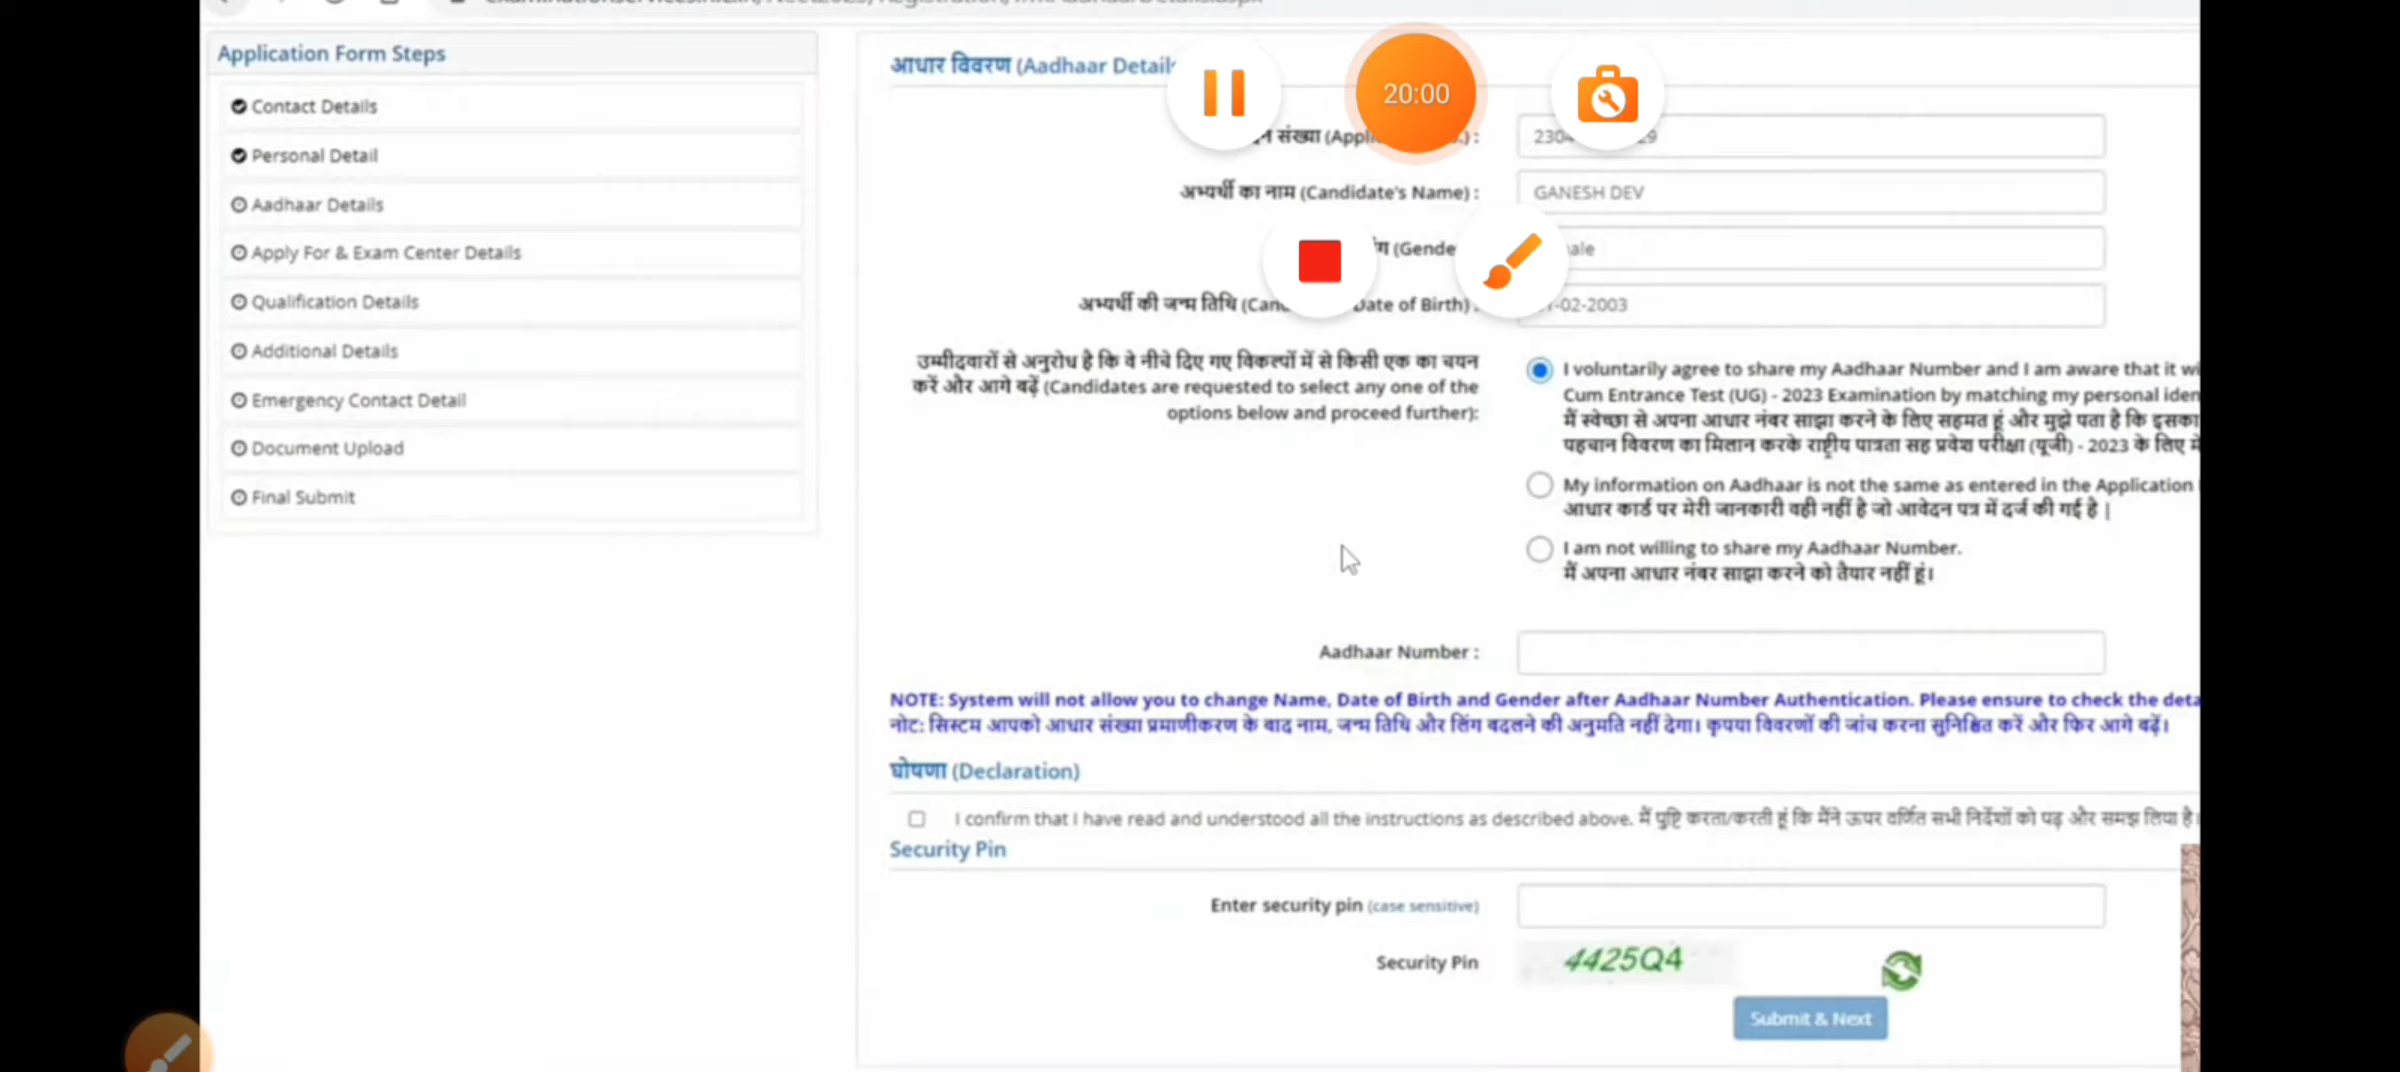 Application Form Steps
Contact Details
Personal Detail
Aadhaar Details
Apply For & Exam Center Details
Qualification Details
Additional Details
Emergency Contact Detail
Document Upload
Final Submit
आधार विवरण (Aadhaar Details
20:00
संख्या (Appli .) :
अभ्यर्थी का नाम (Candidate's Name) : GANESH DEV
(Gende ale
अभ्यर्थी की जन्म तिथि (Can Date of Birth) : -02-2003
उम्मीदवारों से अनुरोध है कि वे नीचे दिए गए विकल्पों में से किसी एक का चयन
करें और आगे बढ़ें (Candidates are requested to select any one of the
options below and proceed further):
I voluntarily agree to share my Aadhaar Number and I am aware that it wi
Cum Entrance Test (UG) - 2023 Examination by matching my personal iden
मैं स्वेच्छा से अपना आधार नंबर साझा करने के लिए सहमत हूं और मुझे पता है कि इसका
पहचान विवरण का मिलान करके राष्ट्रीय पात्रता सह प्रवेश परीक्षा (यूजी) - 2023 के लिए में
My information on Aadhaar is not the same as entered in the Application
आधार कार्ड पर मेरी जानकारी वही नहीं है जो आवेदन पत्र में दर्ज की गई है |
I am not willing to share my Aadhaar Number.
मैं अपना आधार नंबर साझा करने को तैयार नहीं हूं।
Aadhaar Number :
NOTE: System will not allow you to change Name, Date of Birth and Gender after Aadhaar Number Authentication. Please ensure to check the deta
नोट: सिस्टम आपको आधार संख्या प्रमाणीकरण के बाद नाम, जन्म तिथि और लिंग बदलने की अनुमति नहीं देगा। कृपया विवरणों की जांच करना सुनिश्चित करें और फिर आगे बढ़ें।
घोषणा (Declaration)
I confirm that I have read and understood all the instructions as described above. मैं पुष्टि करता/करती हूं कि मैंने ऊपर वर्णित सभी निर्देशों को पढ़ और समझ लिया है।
Security Pin
Enter security pin (case sensitive)
Security Pin 4425Q4
Submit & Next